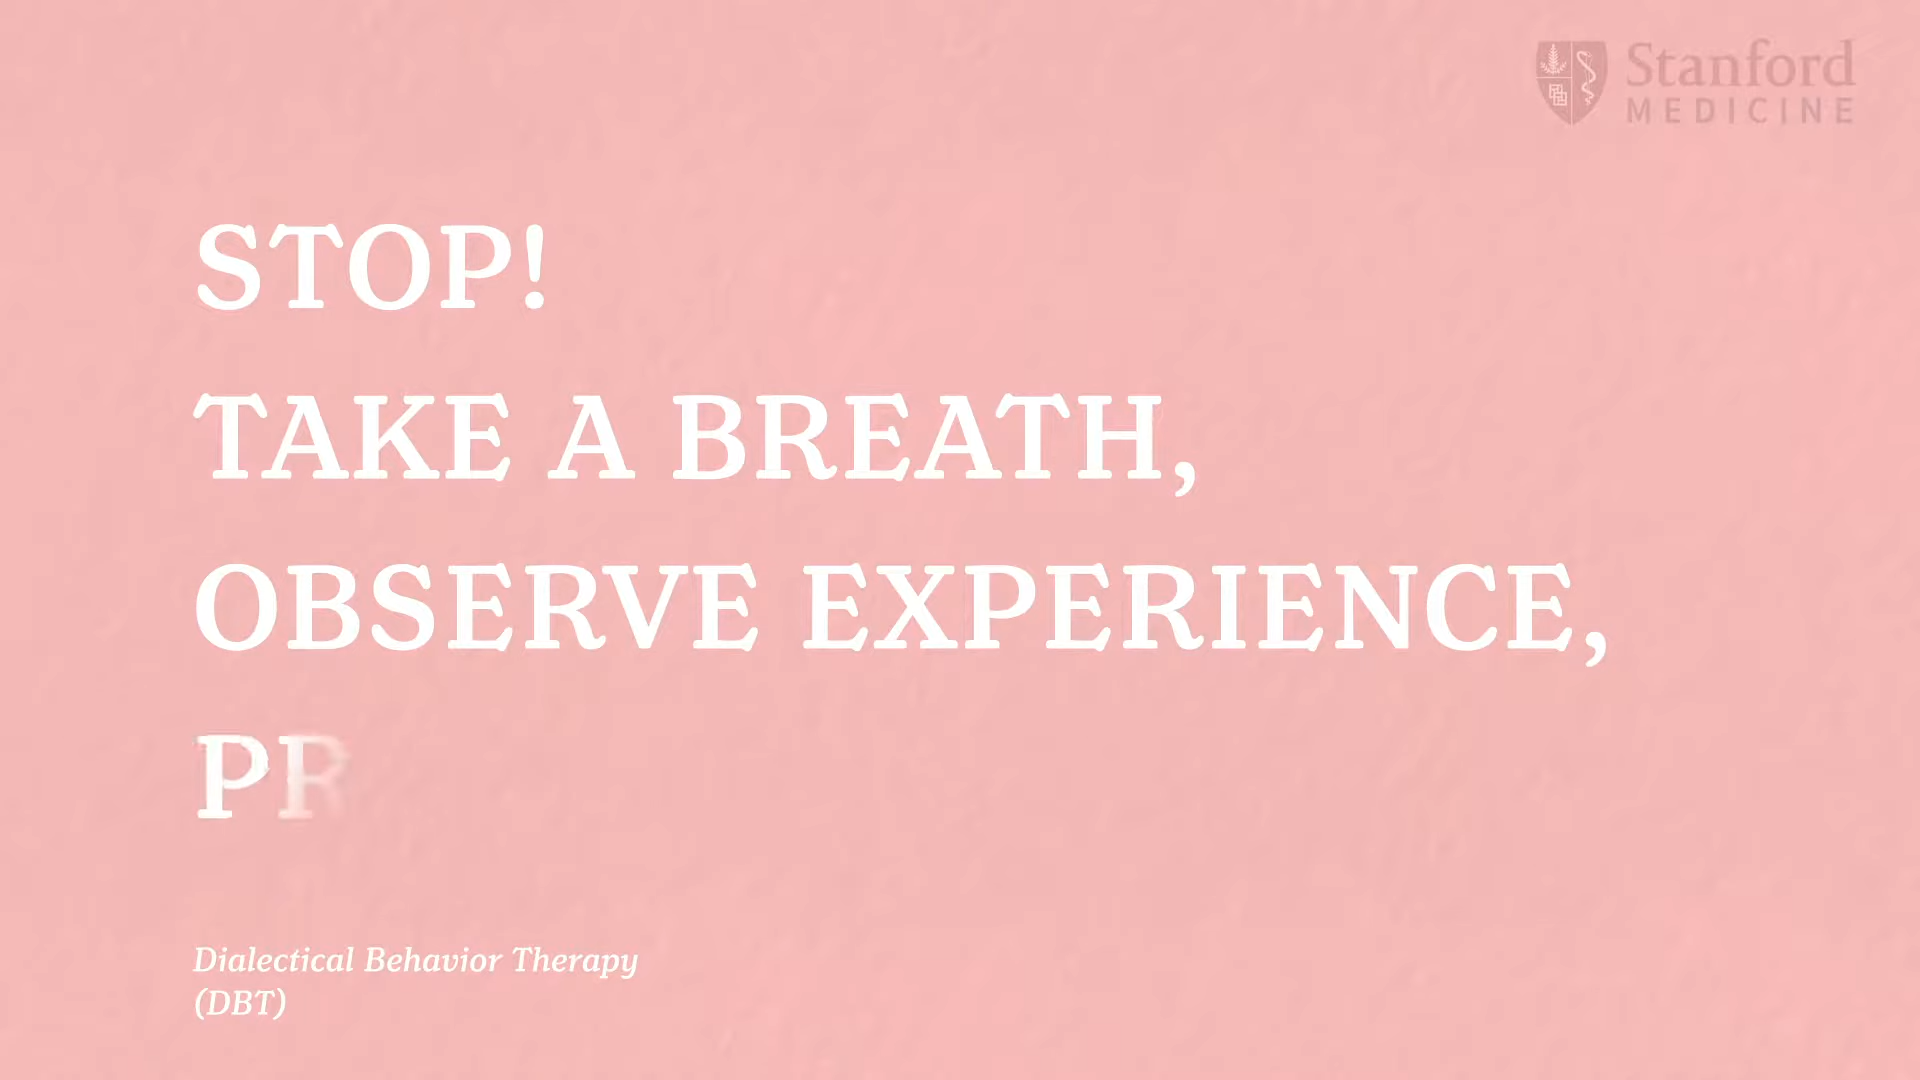 Stanford
MEDICINE
STOP!
TAKE A BREATH,
OBSERVE EXPERIENCE,
PR
Dialectical Behavior Therapy
(DBT)